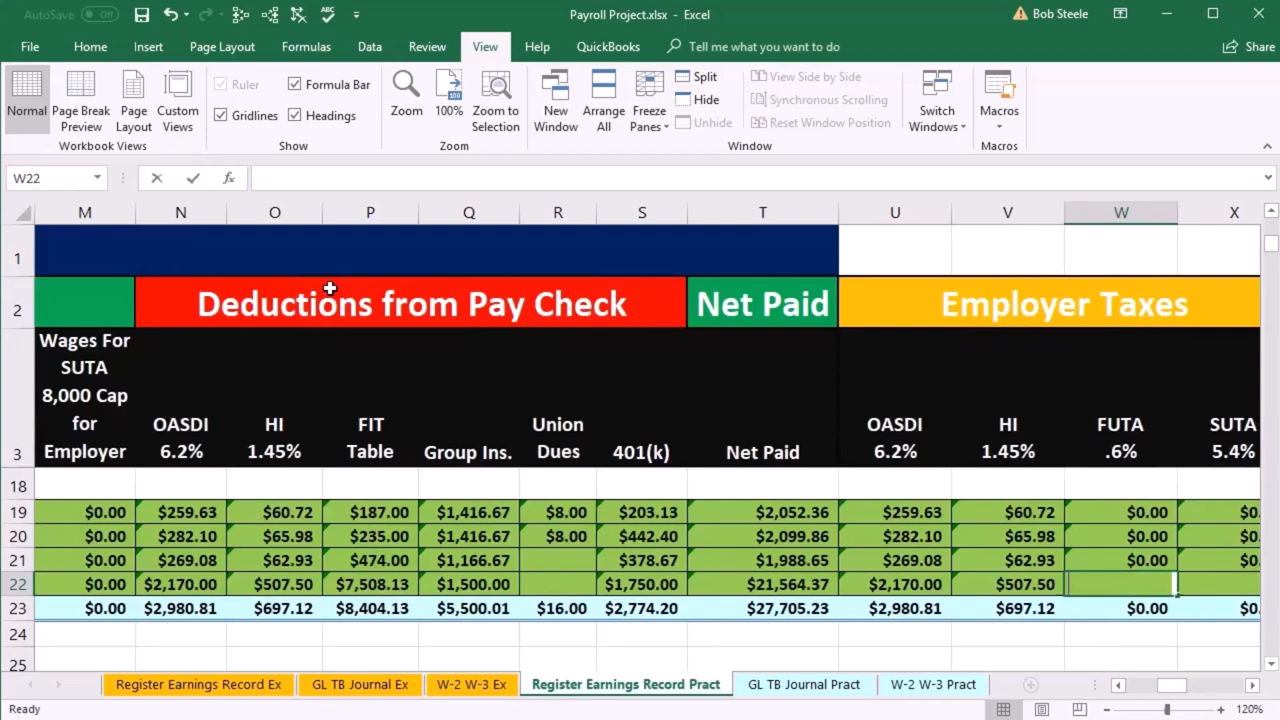 AutoSave Off Payroll Project.xlsx - Excel Bob Steele
File Home Insert Page Layout Formulas Data Review View Help QuickBooks Tell me what you want to do Share
Normal Page Break Preview Page Layout Custom Views
Workbook Views
Ruler Formula Bar
Gridlines Headings
Show
Zoom 100% Zoom to Selection
Zoom
New Window Arrange All Freeze Panes
Split
Hide
Unhide
View Side by Side
Synchronous Scrolling
Reset Window Position
Switch Windows
Window
Macros
Macros
W22 fx
M N O P Q R S T U V W X
1
2 Deductions from Pay Check Net Paid Employer Taxes
Wages For
SUTA
8,000 Cap
for OASDI HI FIT Union OASDI HI FUTA SUTA
3 Employer 6.2% 1.45% Table Group Ins. Dues 401(k) Net Paid 6.2% 1.45% .6% 5.4%
18
19 $0.00 $259.63 $60.72 $187.00 $1,416.67 $8.00 $203.13 $2,052.36 $259.63 $60.72 $0.00 $0.
20 $0.00 $282.10 $65.98 $235.00 $1,416.67 $8.00 $442.40 $2,099.86 $282.10 $65.98 $0.00 $0.
21 $0.00 $269.08 $62.93 $474.00 $1,166.67 $378.67 $1,988.65 $269.08 $62.93 $0.00 $0.
22 $0.00 $2,170.00 $507.50 $7,508.13 $1,500.00 $1,750.00 $21,564.37 $2,170.00 $507.50
23 $0.00 $2,980.81 $697.12 $8,404.13 $5,500.01 $16.00 $2,774.20 $27,705.23 $2,980.81 $697.12 $0.00 $0.
24
25
Register Earnings Record Ex GL TB Journal Ex W-2 W-3 Ex Register Earnings Record Pract GL TB Journal Pract W-2 W-3 Pract
Ready 120%